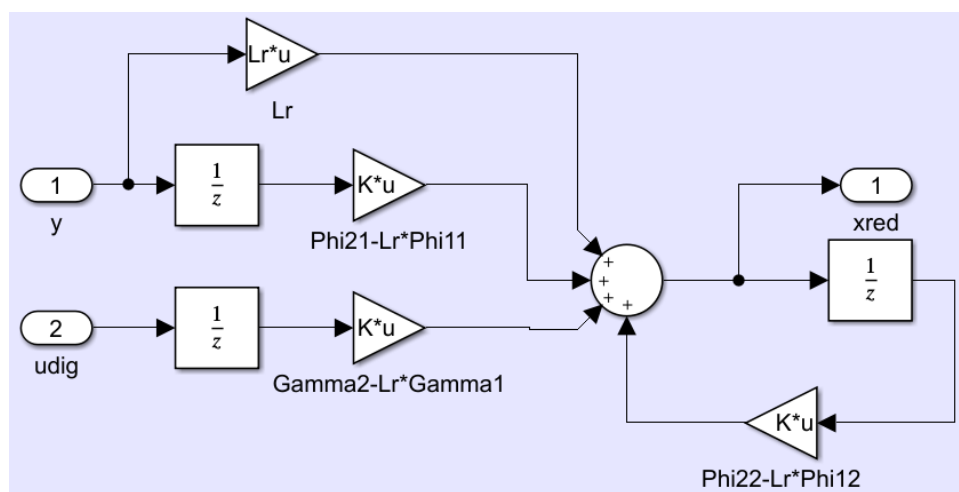 Lr*u
Lr
1
y
1
z
K*u
Phi21-Lr*Phi11
2
udig
1
z
K*u
Gamma2-Lr*Gamma1
+
+
+
+
1
xred
1
z
K*u
Phi22-Lr*Phi12